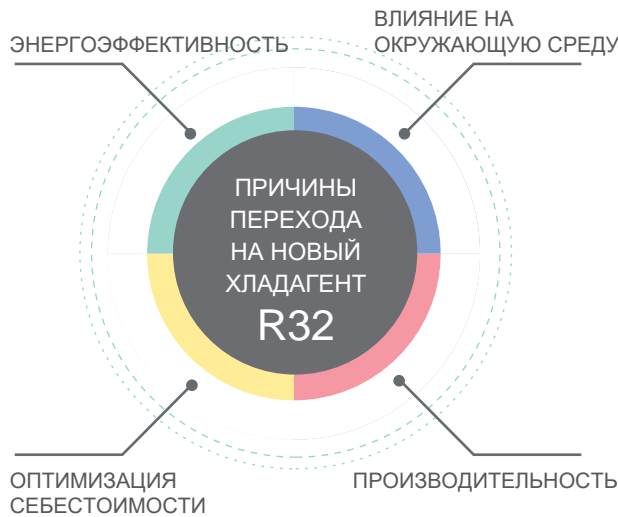 ЭНЕРГОЭФФЕКТИВНОСТЬ
ВЛИЯНИЕ НА
ОКРУЖАЮЩУЮ СРЕДУ
ПРИЧИНЫ
ПЕРЕХОДА
НА НОВЫЙ
ХЛАДАГЕНТ
R32
ОПТИМИЗАЦИЯ
СЕБЕСТОИМОСТИ
ПРОИЗВОДИТЕЛЬНОСТЬ